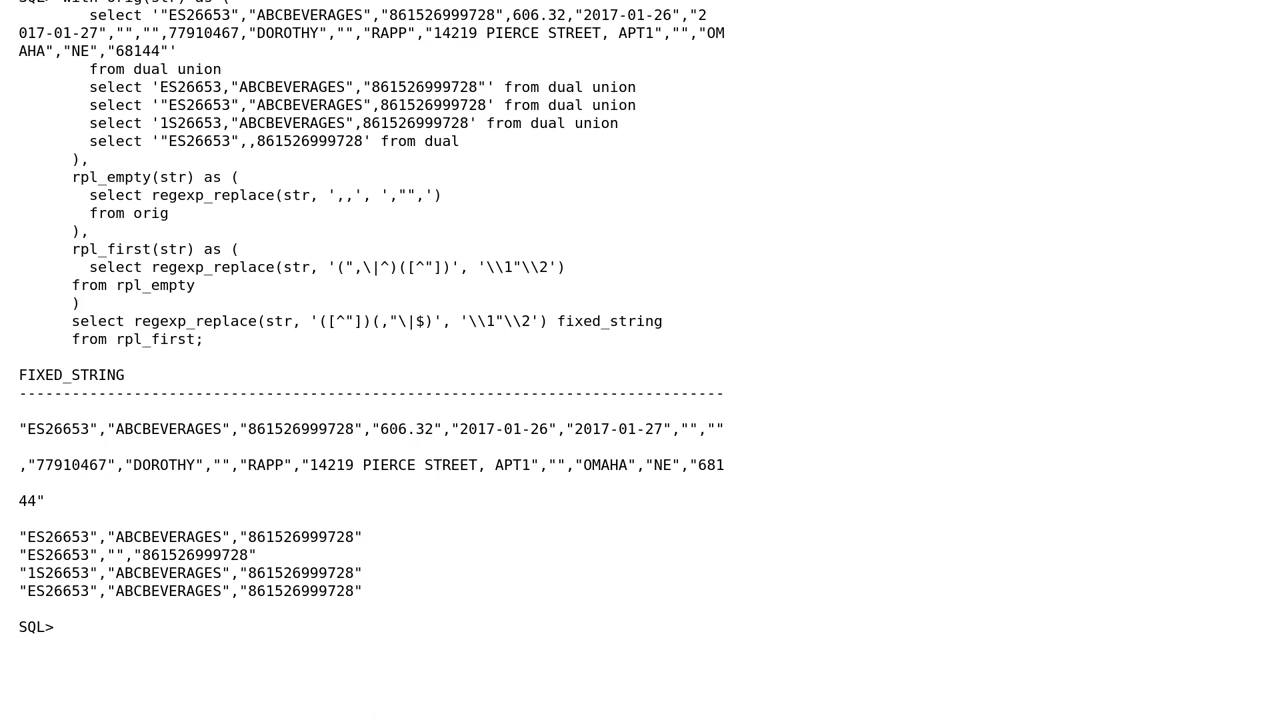 SQL> with orig(str) as (
        select '"ES26653","ABCBEVERAGES","861526999728",606.32,"2017-01-26","2
017-01-27","","","",77910467,"DOROTHY","","RAPP","14219 PIERCE STREET, APT1","","OM
AHA","NE","68144"'
        from dual union
        select 'ES26653,"ABCBEVERAGES","861526999728"' from dual union
        select '"ES26653","ABCBEVERAGES",861526999728' from dual union
        select '1S26653,"ABCBEVERAGES",861526999728' from dual union
        select '"ES26653",,861526999728' from dual
      ),
      rpl_empty(str) as (
        select regexp_replace(str, ',,', ',"",')
        from orig
      ),
      rpl_first(str) as (
        select regexp_replace(str, '(",\|^)([^"])', '\\1"\\2')
      from rpl_empty
      )
      select regexp_replace(str, '([^"])(,"\|$)', '\\1"\\2') fixed_string
      from rpl_first;
FIXED_STRING
--------------------------------------------------------------------------------
"ES26653","ABCBEVERAGES","861526999728","606.32","2017-01-26","2017-01-27","",""
,"77910467","DOROTHY","","RAPP","14219 PIERCE STREET, APT1","","OMAHA","NE","681
44"
"ES26653","ABCBEVERAGES","861526999728"
"ES26653","","861526999728"
"1S26653","ABCBEVERAGES","861526999728"
"ES26653","ABCBEVERAGES","861526999728"
SQL>